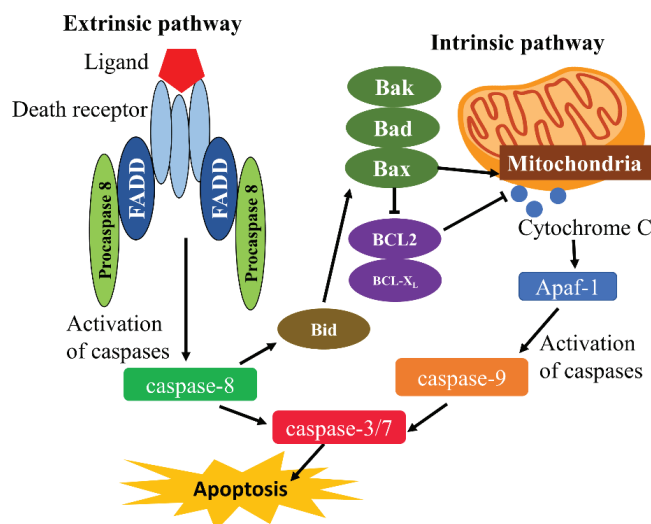 Extrinsic pathway
Ligand
Death receptor
FADD
FADD
Procaspase 8
Procaspase 8
Activation
of caspases
caspase-8
Bid
Intrinsic pathway
Bak
Bad
Bax
BCL2
BCL-XL
Mitochondria
Cytochrome C
Apaf-1
Activation
of caspases
caspase-9
caspase-3/7
Apoptosis